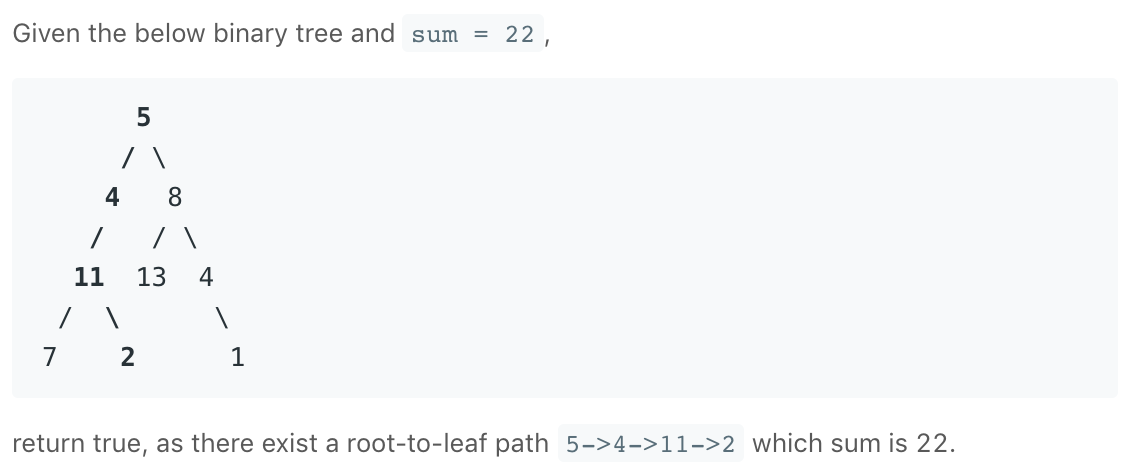 Given the below binary tree and sum = 22,
5
/ \
4 8
/ / \
11 13 4
/ \ \
7 2 1
return true, as there exist a root-to-leaf path 5->4->11->2 which sum is 22.